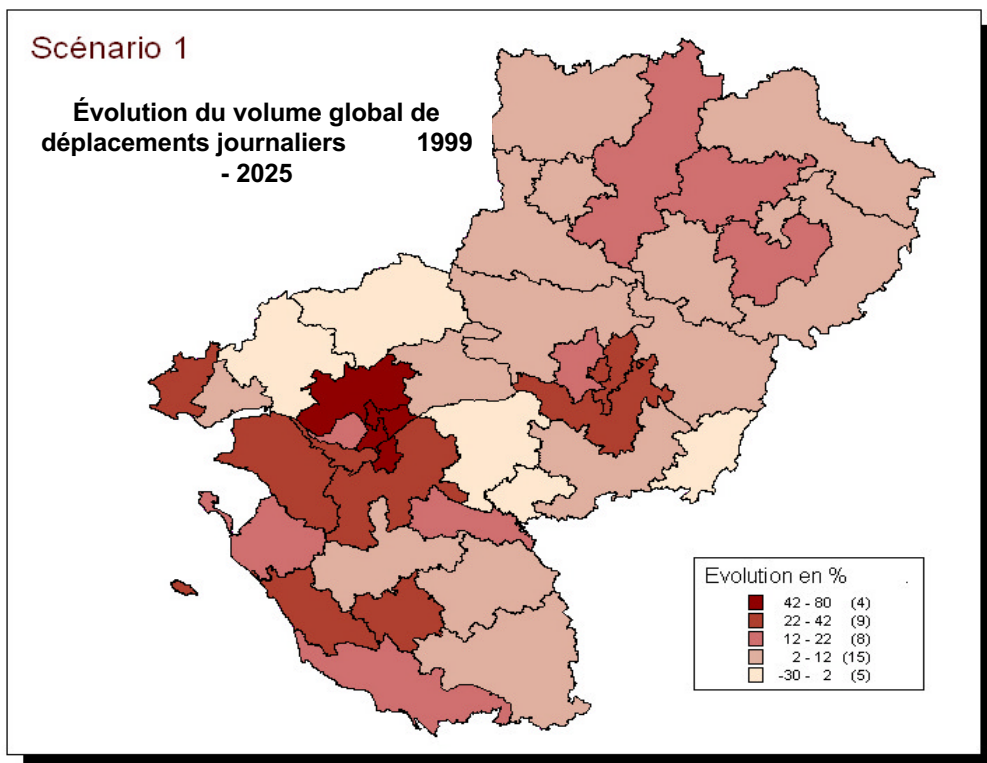 Scénario 1
Évolution du volume global de
déplacements journaliers 1999
- 2025
Evolution en % .
42 - 80 (4)
22 - 42 (9)
12 - 22 (8)
2 - 12 (15)
-30 - 2 (5)